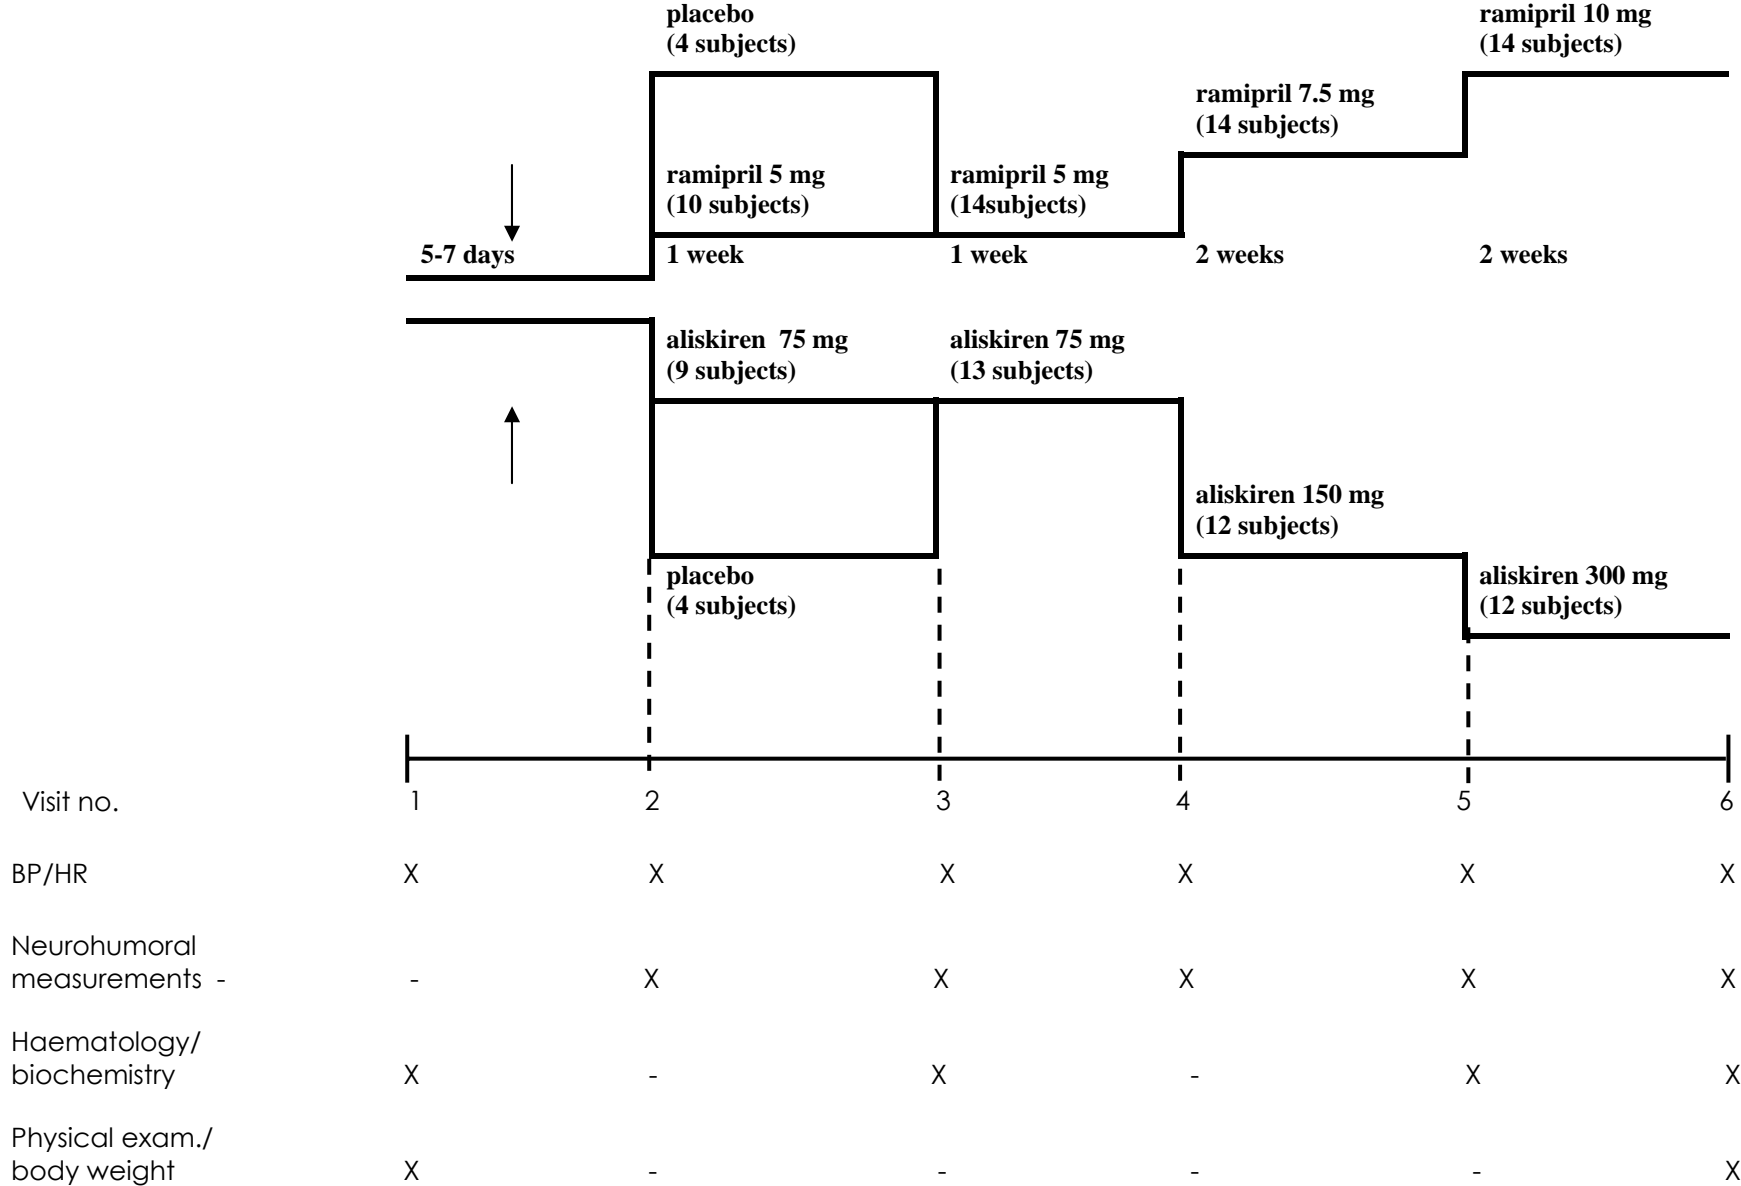 placebo
(4 subjects)
ramipril 10 mg
(14 subjects)
ramipril 7.5 mg
(14 subjects)
ramipril 5 mg
(10 subjects)
ramipril 5 mg
(14subjects)
5-7 days
1 week
1 week
2 weeks
2 weeks
aliskiren 75 mg
(9 subjects)
aliskiren 75 mg
(13 subjects)
aliskiren 150 mg
(12 subjects)
placebo
(4 subjects)
aliskiren 300 mg
(12 subjects)
Visit no. 1 2 3 4 5 6
BP/HR X X X X X X
Neurohumoral
measurements - - X X X X X
Haematology/
biochemistry X - X - X X
Physical exam./
body weight X - - - - X